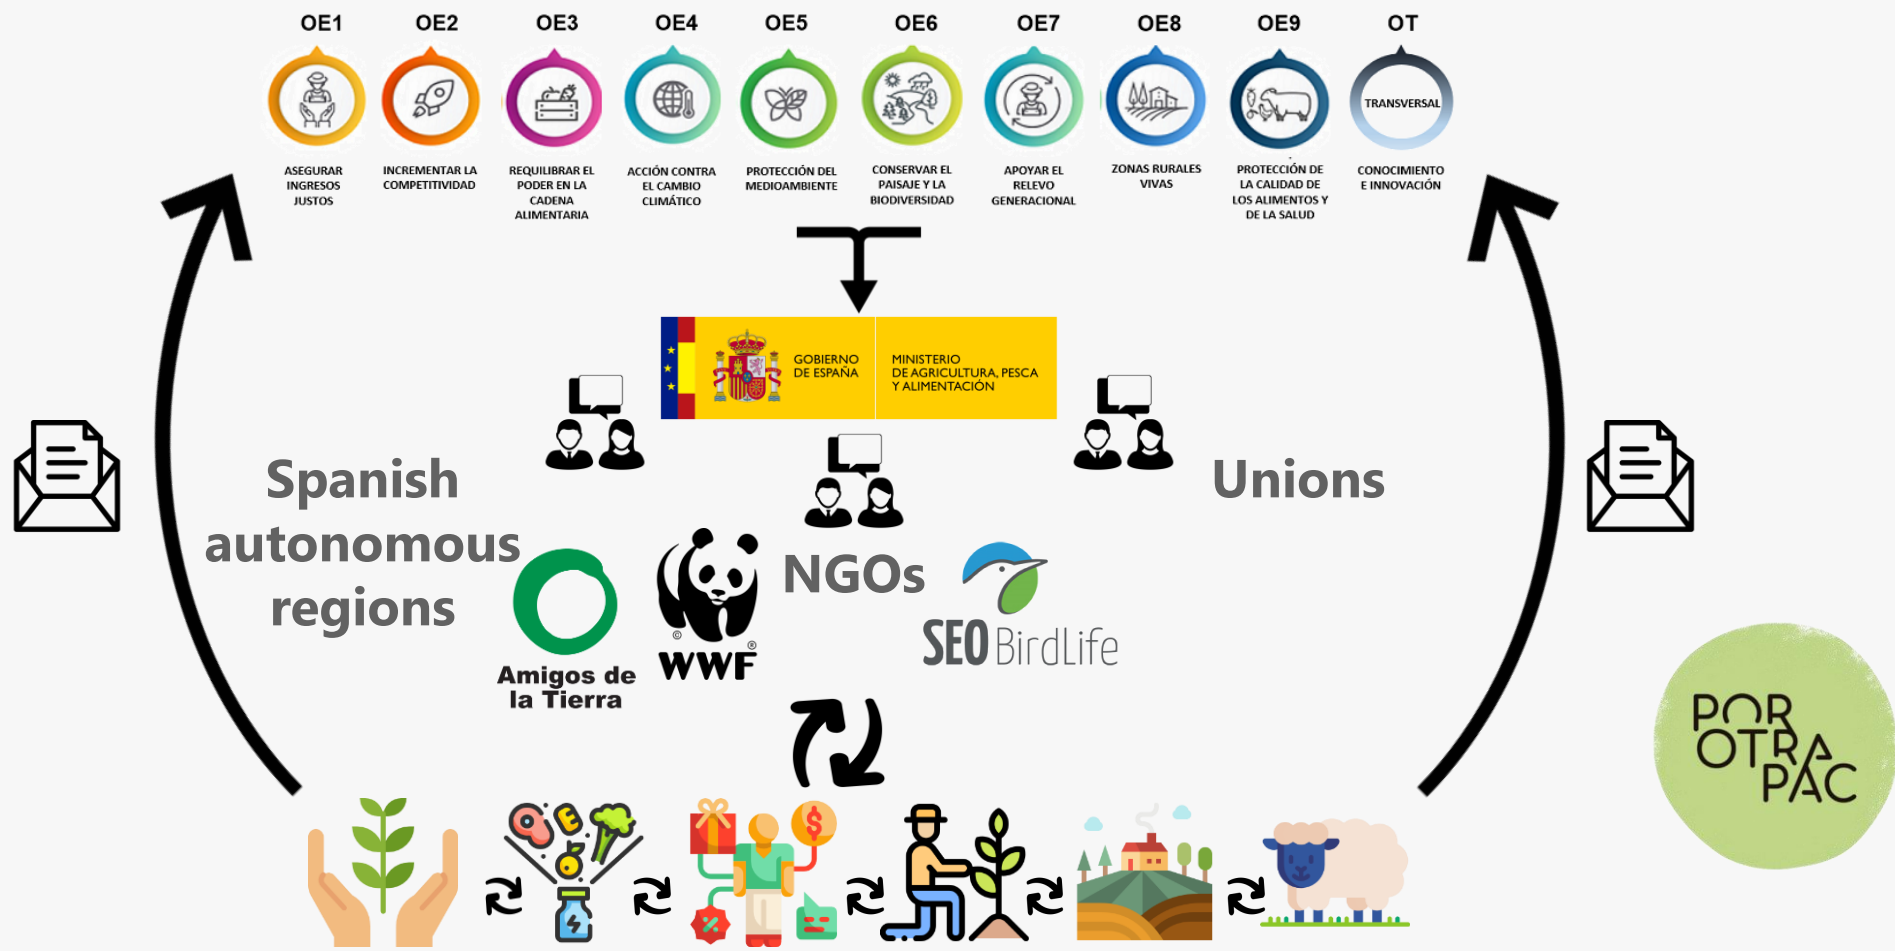 OE1
OE2
OE3
OE4
OE5
OE6
OE7
OE8
OE9
OT
TRANSVERSAL
ASEGURAR
INGRESOS
JUSTOS
INCREMENTAR LA
COMPETITIVIDAD
REQUILIBRAR EL
PODER EN LA
CADENA
ALIMENTARIA
ACCIÓN CONTRA
EL CAMBIO
CLIMÁTICO
PROTECCIÓN DEL
MEDIOAMBIENTE
CONSERVAR EL
PAISAJE Y LA
BIODIVERSIDAD
APOYAR EL
RELEVO
GENERACIONAL
ZONAS RURALES
VIVAS
PROTECCIÓN DE
LA CALIDAD DE
LOS ALIMENTOS Y
DE LA SALUD
CONOCIMIENTO
E INNOVACIÓN
GOBIERNO
DE ESPAÑA
MINISTERIO
DE AGRICULTURA, PESCA
Y ALIMENTACIÓN
Spanish
autonomous
regions
Unions
NGOs
Amigos de
la Tierra
©
WWF
®
SEO BirdLife
POR
OTRA
PAC
E
$
%